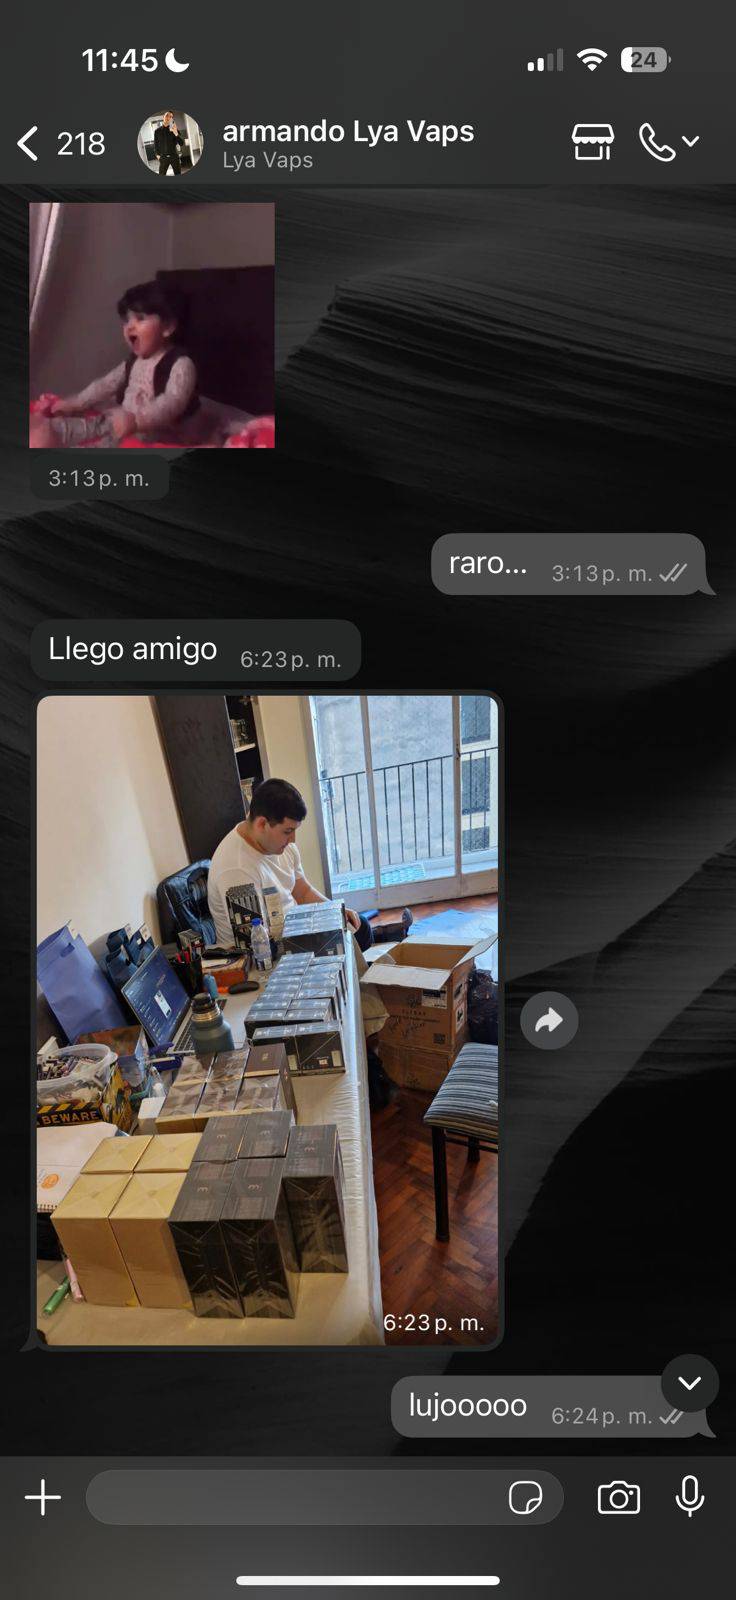 11:45
24
218
armando Lya Vaps
Lya Vaps
3:13 p. m.
raro... 3:13 p. m.
Llego amigo 6:23 p. m.
BEWARE
6:23 p. m.
lujooooo 6:24 p. m.